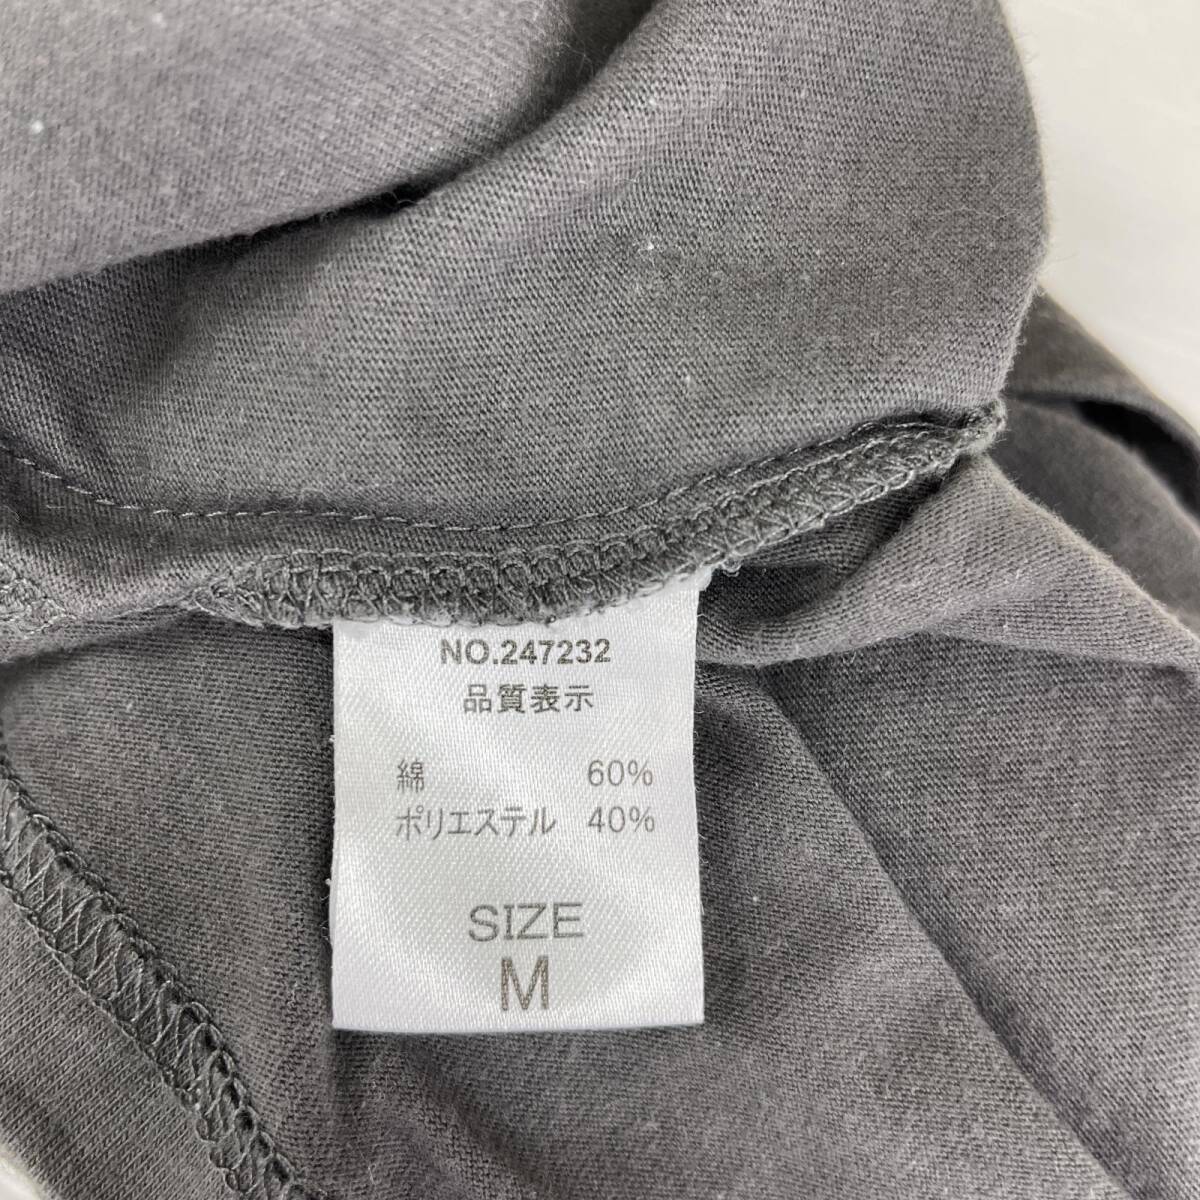 NO.247232
品質表示
綿 60%
ポリエステル 40%
SIZE
M